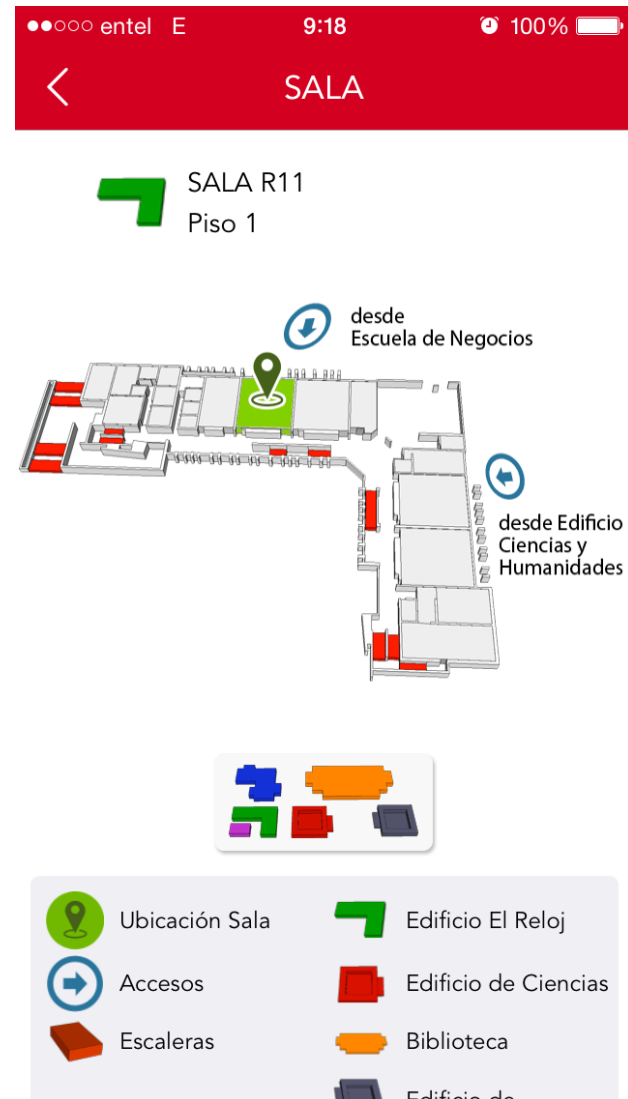 entel E 9:18 100%
SALA
SALA R11
Piso 1
desde
Escuela de Negocios
desde Edificio
Ciencias y
Humanidades
Ubicación Sala
Edificio El Reloj
Accesos
Edificio de Ciencias
Escaleras
Biblioteca
Edificio de